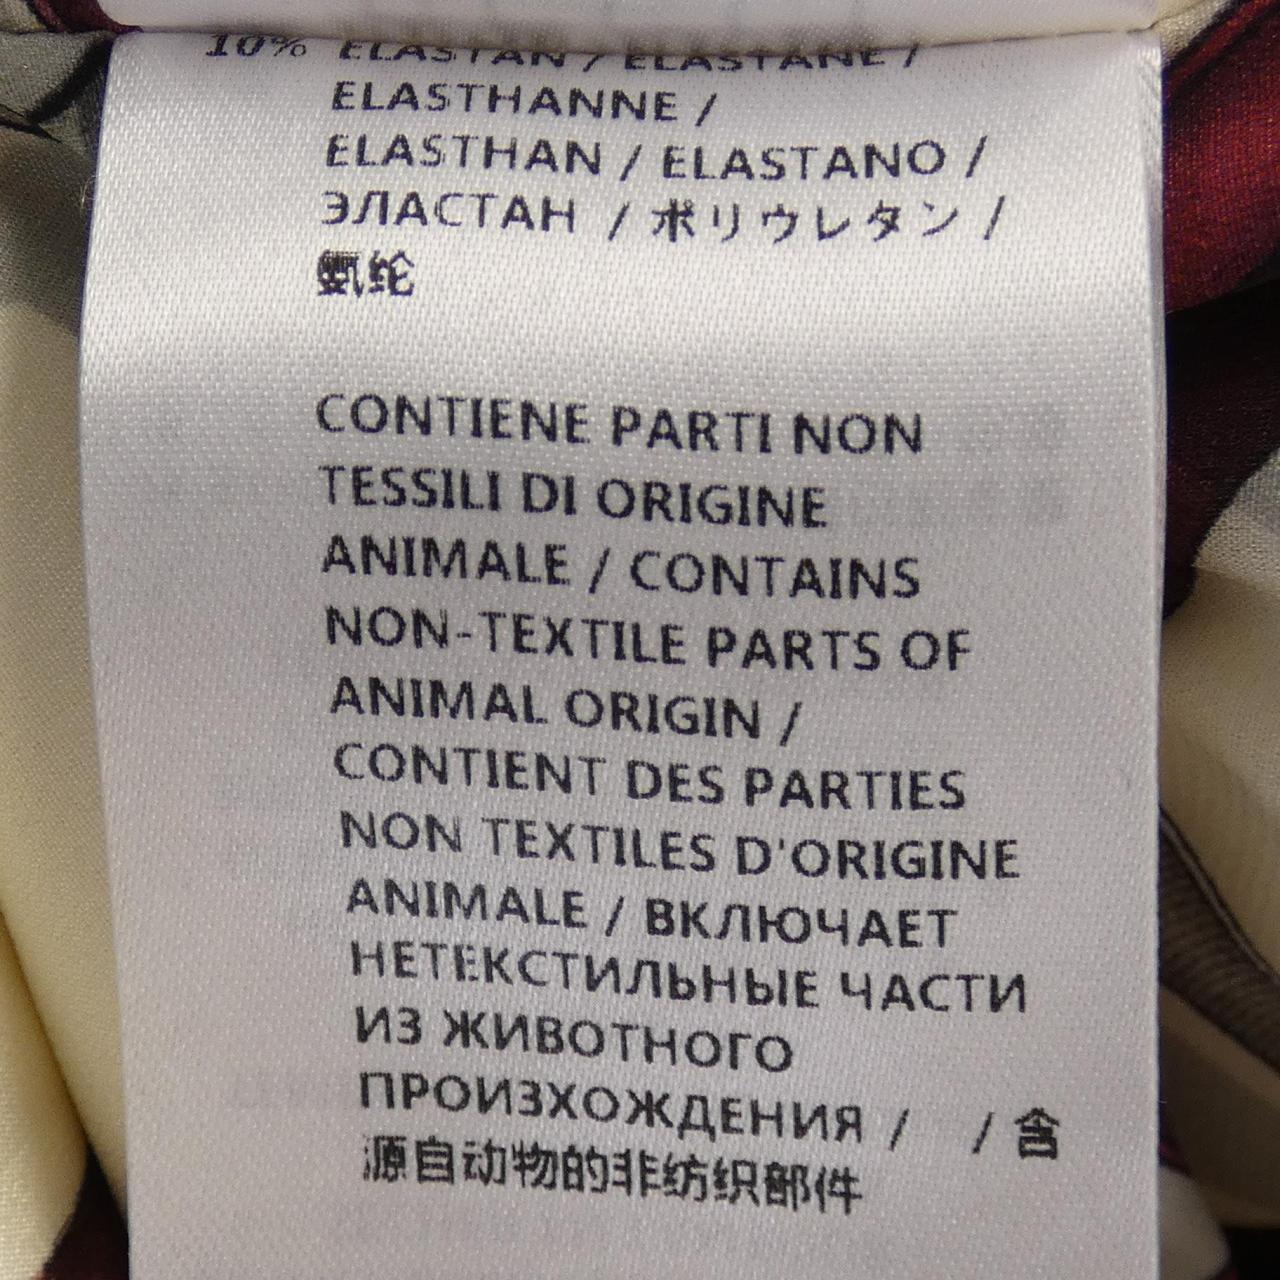 10% ELASTAN / ELASTANE /
ELASTHANNE /
ELASTHAN / ELASTANO /
ЭЛАСТАН / ポリウレタン /
氨纶
CONTIENE PARTI NON
TESSILI DI ORIGINE
ANIMALE / CONTAINS
NON-TEXTILE PARTS OF
ANIMAL ORIGIN /
CONTIENT DES PARTIES
NON TEXTILES D'ORIGINE
ANIMALE / ВКЛЮЧАЕТ
НЕТЕКСТИЛЬНЫЕ ЧАСТИ
ИЗ ЖИВОТНОГО
ПРОИЗХОЖДЕНИЯ / / 含
源自动物的非纺织部件